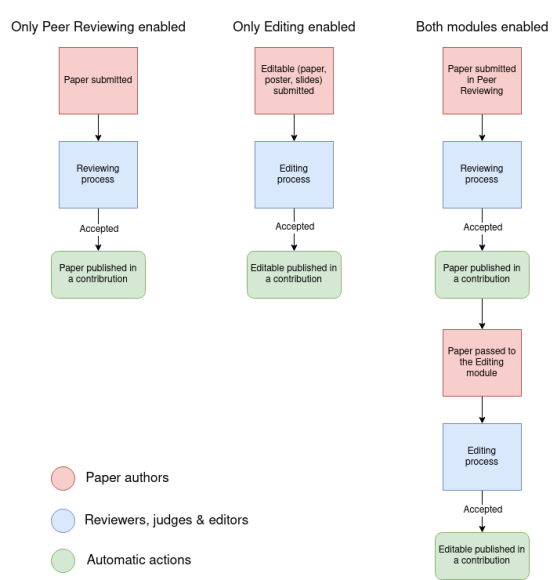 Only Peer Reviewing enabled
Paper submitted
Reviewing
process
Accepted
Paper published in
a contribrution
Only Editing enabled
Editable (paper,
poster, slides)
submitted
Editing
process
Accepted
Editable published in
a contribution
Both modules enabled
Paper submitted
in Peer
Reviewing
Reviewing
process
Accepted
Paper published in
a contribution
Paper passed to
the Editing
module
Editing
process
Accepted
Editable published in
a contribution
Paper authors
Reviewers, judges & editors
Automatic actions